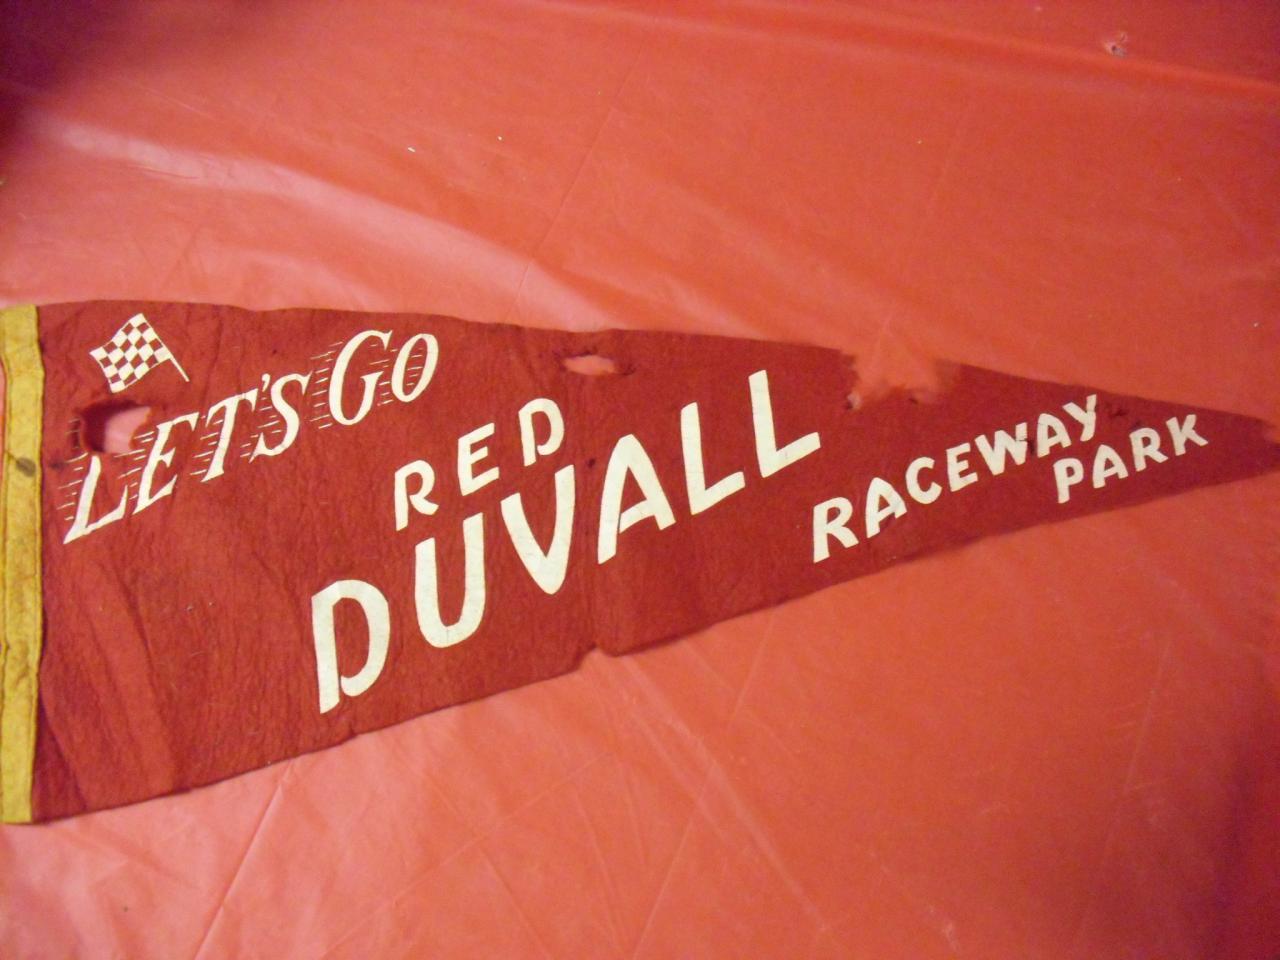 LET'S GO
RED
DUVALL
RACEWAY
PARK